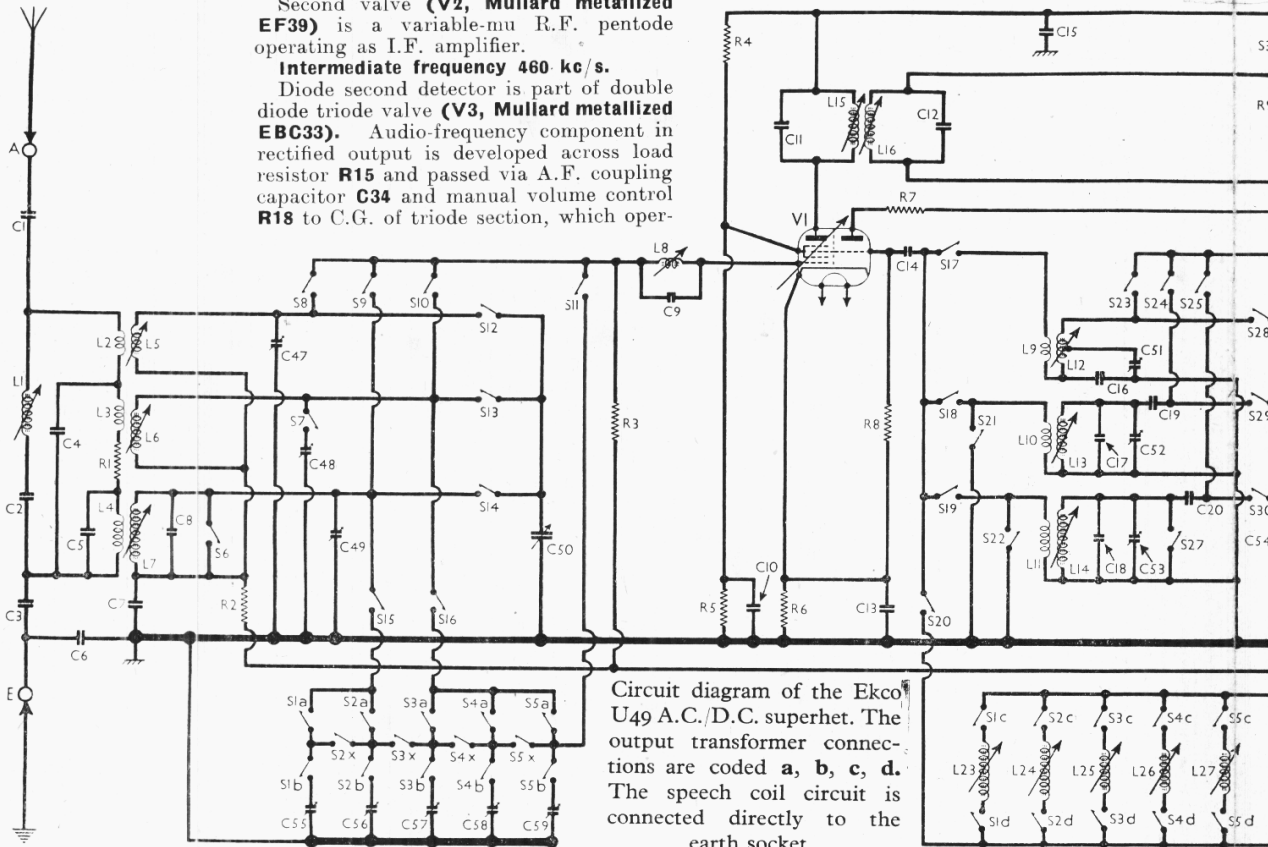 Second valve (V2, Mullard metallized
EF39) is a variable-mu R.F. pentode
operating as I.F. amplifier.
Intermediate frequency 460 kc/s.
Diode second detector is part of double
diode triode valve (V3, Mullard metallized
EBC33). Audio-frequency component in
rectified output is developed across load
resistor R15 and passed via A.F. coupling
capacitor C34 and manual volume control
R18 to C.G. of triode section, which oper-
A
C1
L1
C2
C3
E
C6
L2
L5
L3
L6
R1
C4
L4
C5
L7
C8
S6
C7
R2
C47
S7
C48
C49
S8
S9
S10
S12
S13
S14
C50
S15
S16
S11
R3
L8
C9
R4
C15
S3
R9
L15
C11
L16
C12
V1
R7
C14
S17
R8
R5
C10
R6
C13
S18
S21
S19
S22
S20
L9
L12
C51
C16
L10
L13
C17
C52
C19
L11
L14
C18
C53
S27
C20
S23
S24
S25
S28
S29
S30
C54
S1a
S2a
S3a
S4a
S5a
S2x
S3x
S4x
S5x
S1b
S2b
S3b
S4b
S5b
C55
C56
C57
C58
C59
Circuit diagram of the Ekco
U49 A.C./D.C. superhet. The
output transformer connec-
tions are coded a, b, c, d.
The speech coil circuit is
connected directly to the
earth socket
S1c
S2c
S3c
S4c
S5c
L23
L24
L25
L26
L27
S1d
S2d
S3d
S4d
S5d